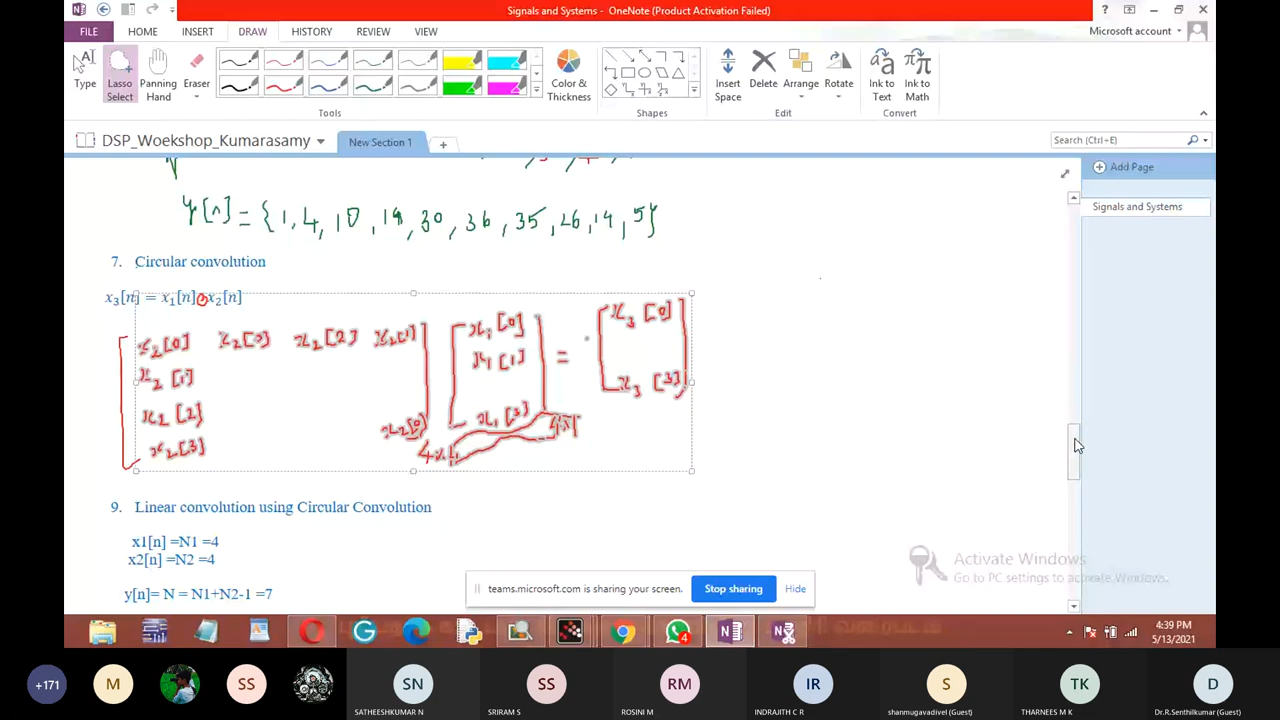 Signals and Systems - OneNote (Product Activation Failed)
FILE HOME INSERT DRAW HISTORY REVIEW VIEW
Microsoft account
Type
Lasso Select
Panning Hand
Eraser
Color & Thickness
Insert Space
Delete
Arrange
Rotate
Ink to Text
Ink to Math
Tools Shapes Edit Convert
DSP_Woekshop_Kumarasamy
New Section 1
Search (Ctrl+E)
Add Page
Signals and Systems
y[n] = {1, 4, 10, 19, 30, 36, 35, 26, 14, 5}
7. Circular convolution
x3[n] = x1[n] x2[n]
x2[0] x2[3] x2[2] x2[1] x1[0] = x3[0]
x2[1] x1[1]
x2[2] x2[0] x1[3] x3[3]
x2[3] 4x4 4x1
9. Linear convolution using Circular Convolution
x1[n] =N1 =4
x2[n] =N2 =4
y[n]= N = N1+N2-1 =7
Activate Windows
Go to PC settings to activate Windows.
teams.microsoft.com is sharing your screen. Stop sharing Hide
4
4:39 PM
5/13/2021
+171 M SS SN SS RM IR S TK D
SATHEESHKUMAR N SRIRAM S ROSINI M INDRAJITH C R shanmugavadivel (Guest) THARNEES M K Dr.R.Senthilkumar (Guest)